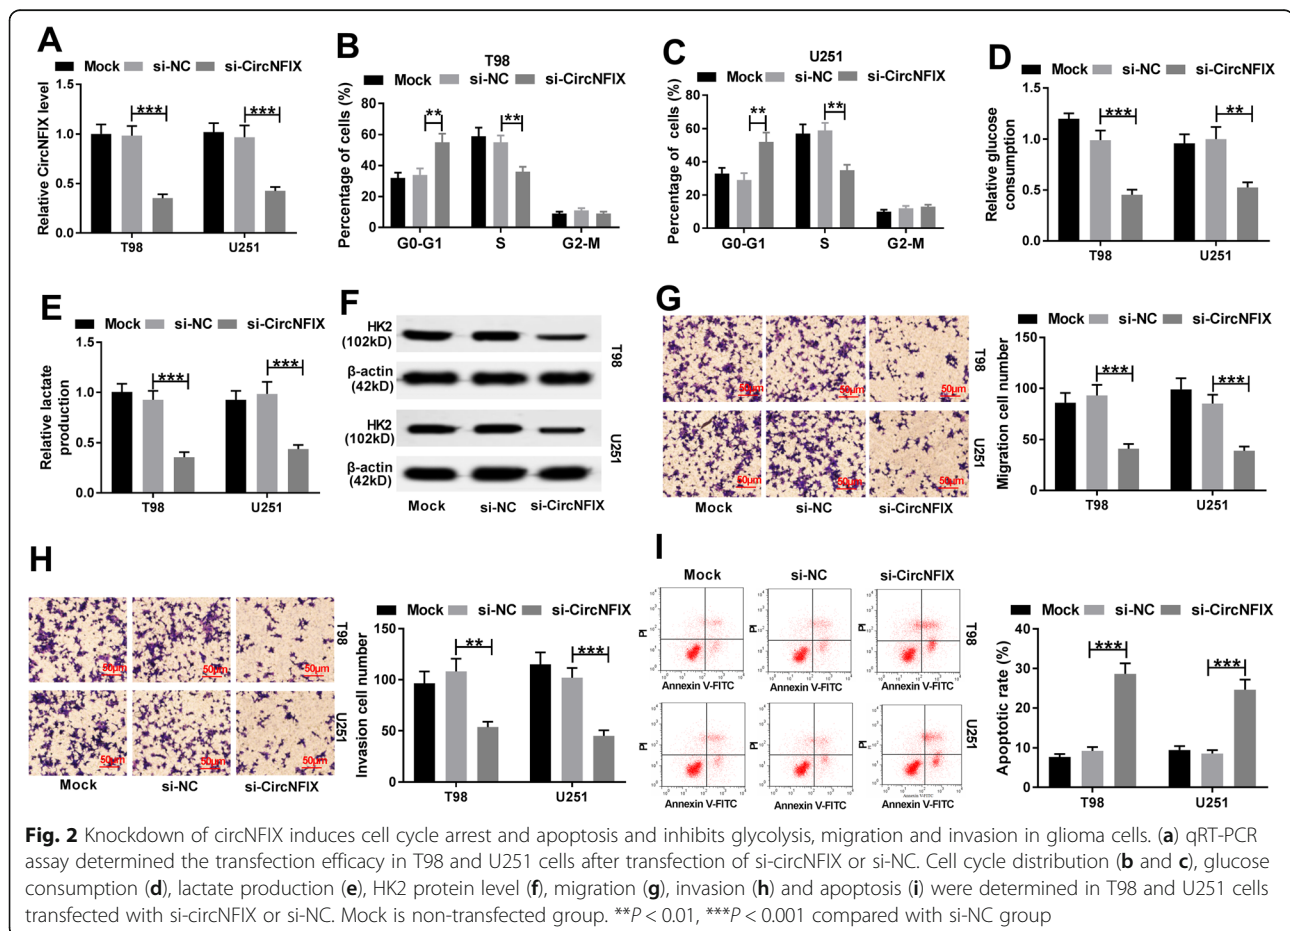 A
Mock si-NC si-CircNFIX
Relative CircNFIX level
1.5
1.0
0.5
0.0
*** ***
T98 U251
B
T98
Mock si-NC si-CircNFIX
Percentage of cells (%)
80
60
40
20
0
** **
G0-G1 S G2-M
C
U251
Mock si-NC si-CircNFIX
Percentage of cells (%)
100
80
60
40
20
0
** **
G0-G1 S G2-M
D
Mock si-NC si-CircNFIX
Relative glucose
consumption
1.5
1.0
0.5
0.0
*** **
T98 U251
E
Mock si-NC si-CircNFIX
Relative lactate
production
1.5
1.0
0.5
0.0
*** ***
T98 U251
F
HK2
(102kD)
β-actin
(42kD)
T98
HK2
(102kD)
β-actin
(42kD)
U251
Mock si-NC si-CircNFIX
G
50μm 50μm 50μm
T98
50μm 50μm 50μm
U251
Mock si-NC si-CircNFIX
Mock si-NC si-CircNFIX
Migration cell number
150
100
50
0
*** ***
T98 U251
H
50μm 50μm 50μm
T98
50μm 50μm 50μm
U251
Mock si-NC si-CircNFIX
Mock si-NC si-CircNFIX
Invasion cell number
150
100
50
0
** ***
T98 U251
I
Mock si-NC si-CircNFIX
PI PI PI
T98
Annexin V-FITC Annexin V-FITC Annexin V-FITC
PI PI PI
U251
Annexin V-FITC Annexin V-FITC Annexin V-FITC
Mock si-NC si-CircNFIX
Apoptotic rate (%)
40
30
20
10
0
*** ***
T98 U251
Fig. 2 Knockdown of circNFIX induces cell cycle arrest and apoptosis and inhibits glycolysis, migration and invasion in glioma cells. (a) qRT-PCR
assay determined the transfection efficacy in T98 and U251 cells after transfection of si-circNFIX or si-NC. Cell cycle distribution (b and c), glucose
consumption (d), lactate production (e), HK2 protein level (f), migration (g), invasion (h) and apoptosis (i) were determined in T98 and U251 cells
transfected with si-circNFIX or si-NC. Mock is non-transfected group. **P < 0.01, ***P < 0.001 compared with si-NC group